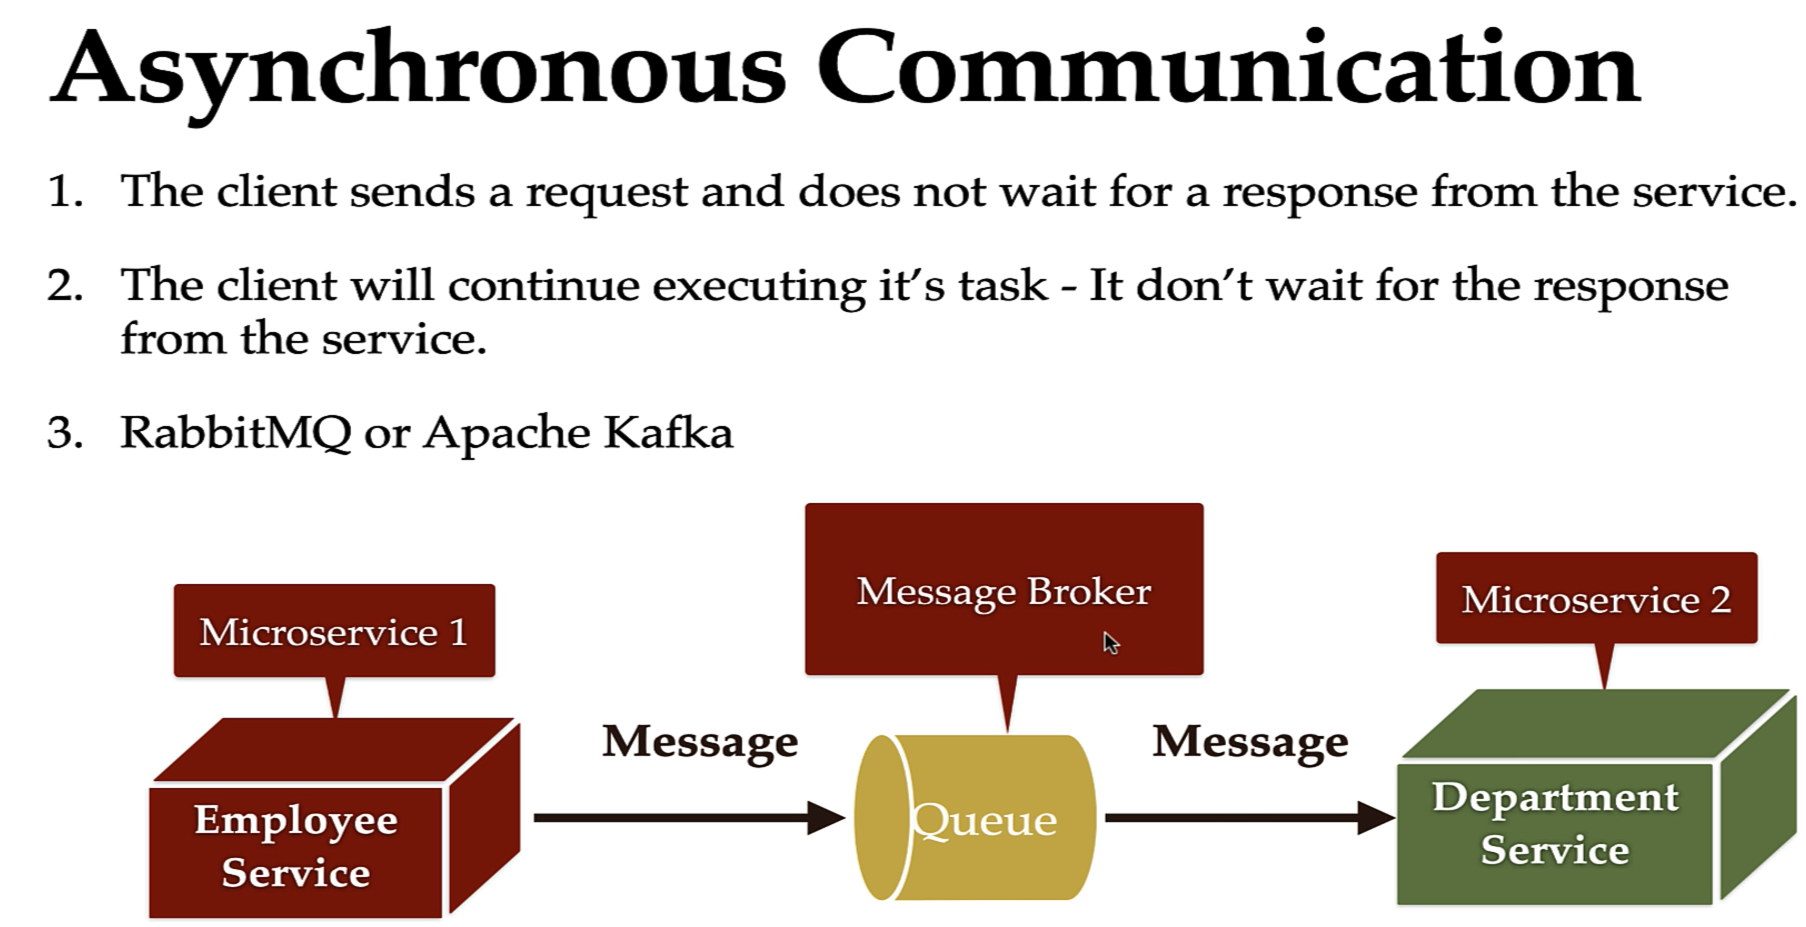 Asynchronous Communication
1. The client sends a request and does not wait for a response from the service.
2. The client will continue executing it’s task - It don’t wait for the response
from the service.
3. RabbitMQ or Apache Kafka
Message Broker
Microservice 1
Microservice 2
Message
Message
Employee
Service
Queue
Department
Service